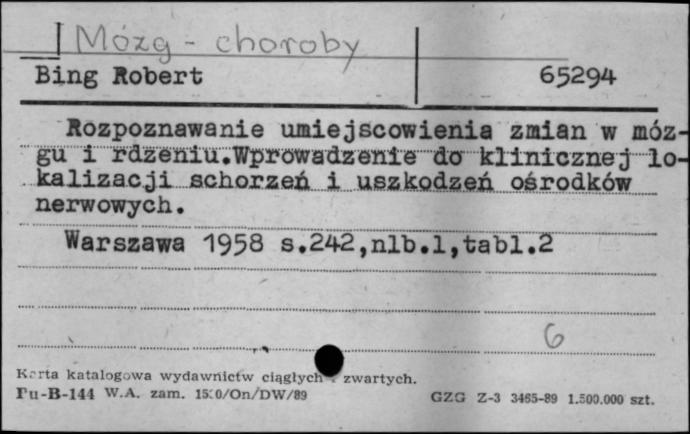 Mózg - choroby
Bing Robert 65294
Rozpoznawanie umiejscowienia zmian w móz-
gu i rdzeniu.Wprowadzenie do klinicznej lo-
kalizacji schorzeń i uszkodzeń ośrodków
nerwowych.
Warszawa 1958 s.242,nlb.1,tabl.2
6
Karta katalogowa wydawnictw ciągłych zwartych.
Pu-B-144 W.A. zam. /On/DW/89 GZG Z-3 3465-89 1.500.000 szt.